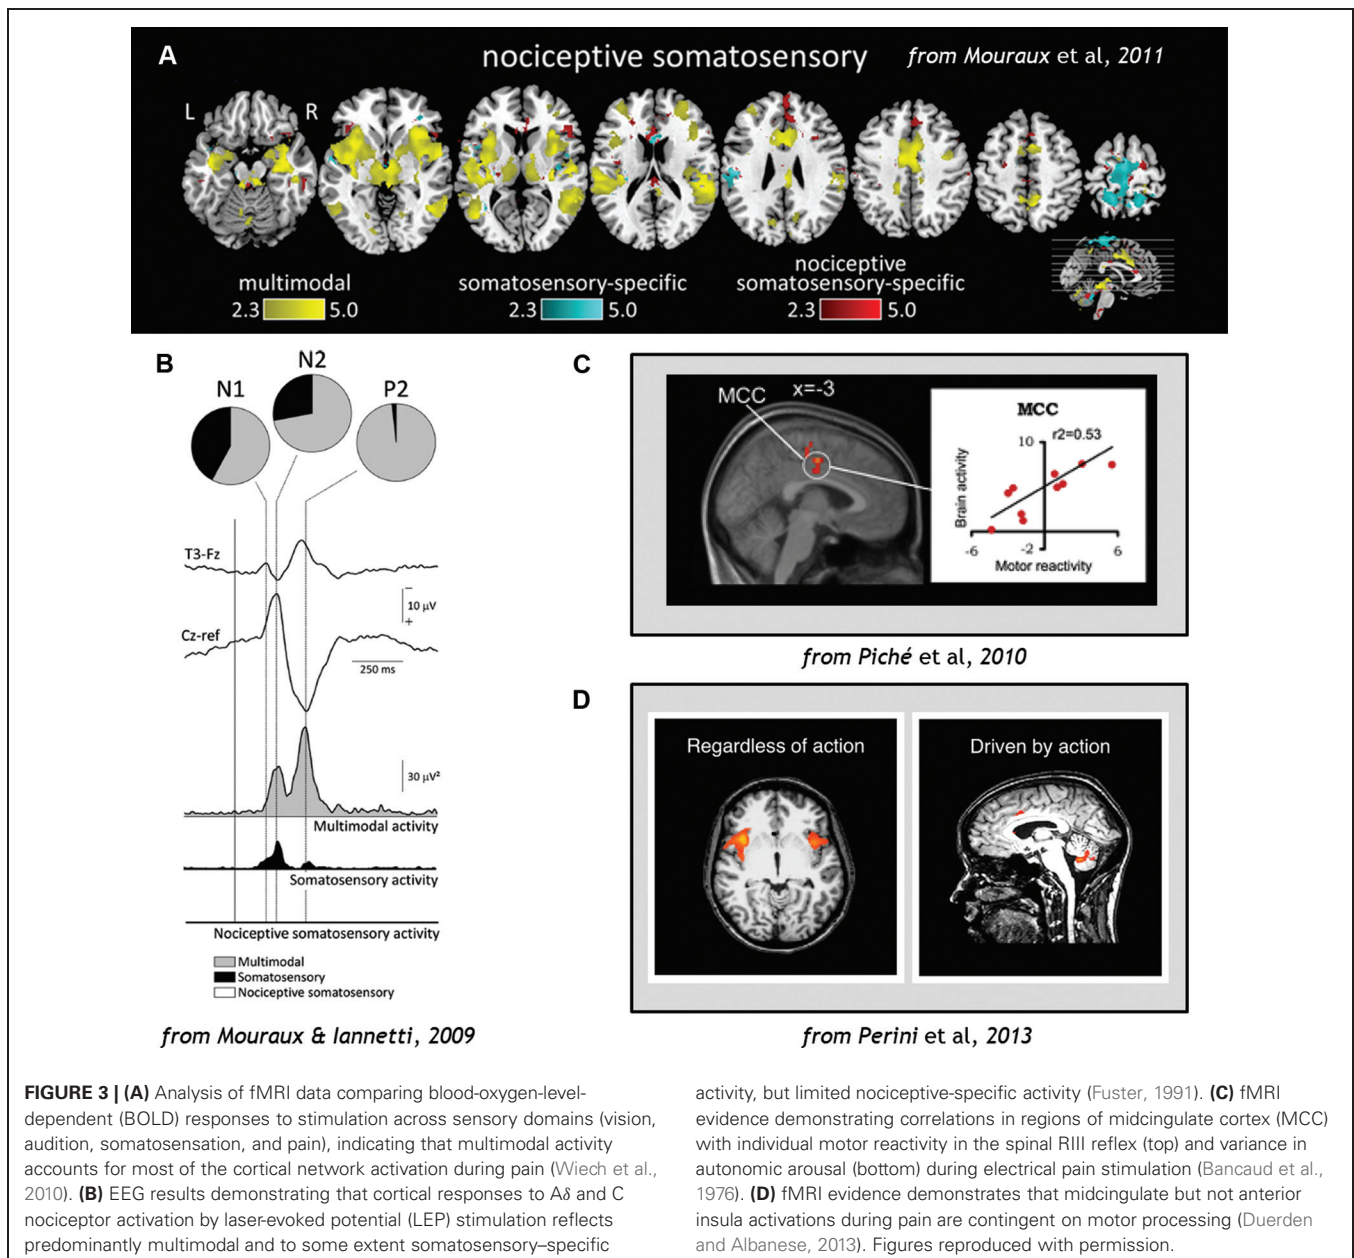 A
nociceptive somatosensory
from Mouraux et al, 2011
L
R
multimodal
2.3 5.0
somatosensory-specific
2.3 5.0
nociceptive
somatosensory-specific
2.3 5.0
B
N1
N2
P2
T3-Fz
−
10 µV
+
Cz-ref
250 ms
30 µV²
Multimodal activity
Somatosensory activity
Nociceptive somatosensory activity
Multimodal
Somatosensory
Nociceptive somatosensory
from Mouraux & Iannetti, 2009
C
MCC
x=-3
MCC
10
r2=0.53
Brain activity
-6
-2
6
Motor reactivity
from Piché et al, 2010
D
Regardless of action
Driven by action
from Perini et al, 2013
FIGURE 3 | (A) Analysis of fMRI data comparing blood-oxygen-level-
dependent (BOLD) responses to stimulation across sensory domains (vision,
audition, somatosensation, and pain), indicating that multimodal activity
accounts for most of the cortical network activation during pain (Wiech et al.,
2010). (B) EEG results demonstrating that cortical responses to Aδ and C
nociceptor activation by laser-evoked potential (LEP) stimulation reflects
predominantly multimodal and to some extent somatosensory–specific
activity, but limited nociceptive-specific activity (Fuster, 1991). (C) fMRI
evidence demonstrating correlations in regions of midcingulate cortex (MCC)
with individual motor reactivity in the spinal RIII reflex (top) and variance in
autonomic arousal (bottom) during electrical pain stimulation (Bancaud et al.,
1976). (D) fMRI evidence demonstrates that midcingulate but not anterior
insula activations during pain are contingent on motor processing (Duerden
and Albanese, 2013). Figures reproduced with permission.